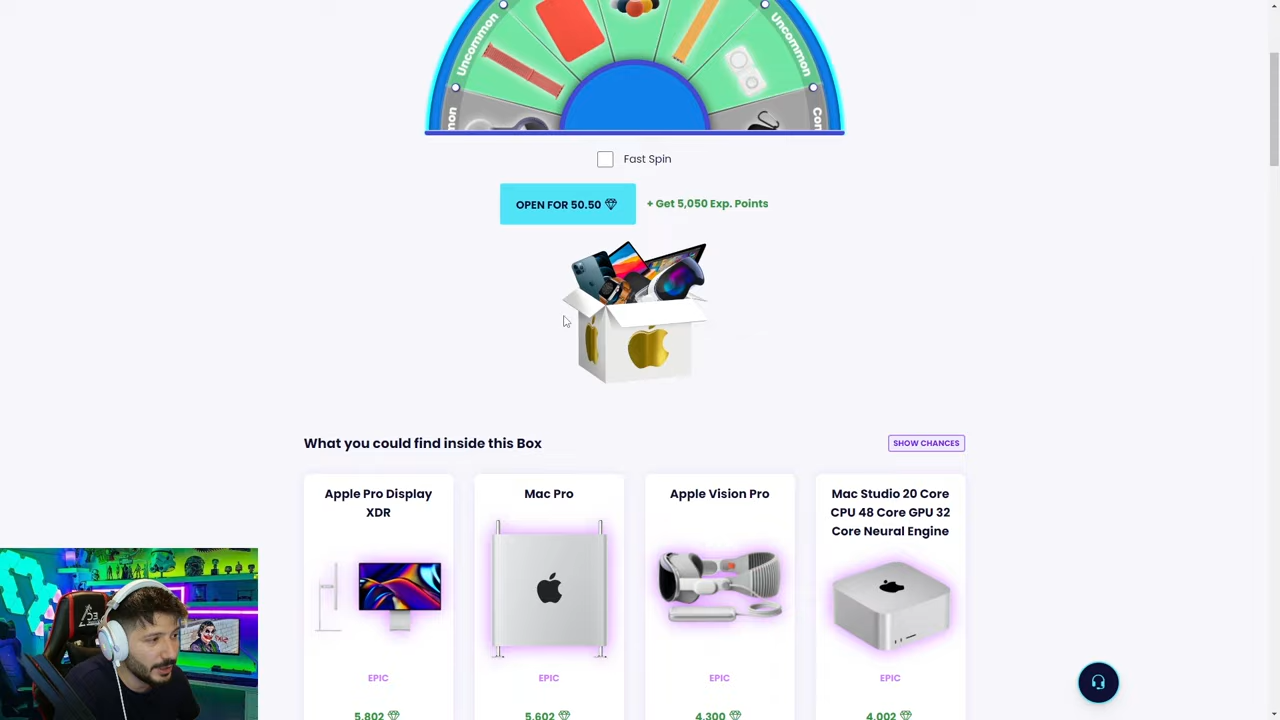 Uncommon
Uncommon
mon
Com
Fast Spin
OPEN FOR 50.50
+ Get 5,050 Exp. Points
What you could find inside this Box
SHOW CHANCES
Apple Pro Display
XDR
Mac Pro
Apple Vision Pro
Mac Studio 20 Core
CPU 48 Core GPU 32
Core Neural Engine
EPIC
EPIC
EPIC
EPIC
5,802
5,602
4,300
4,002